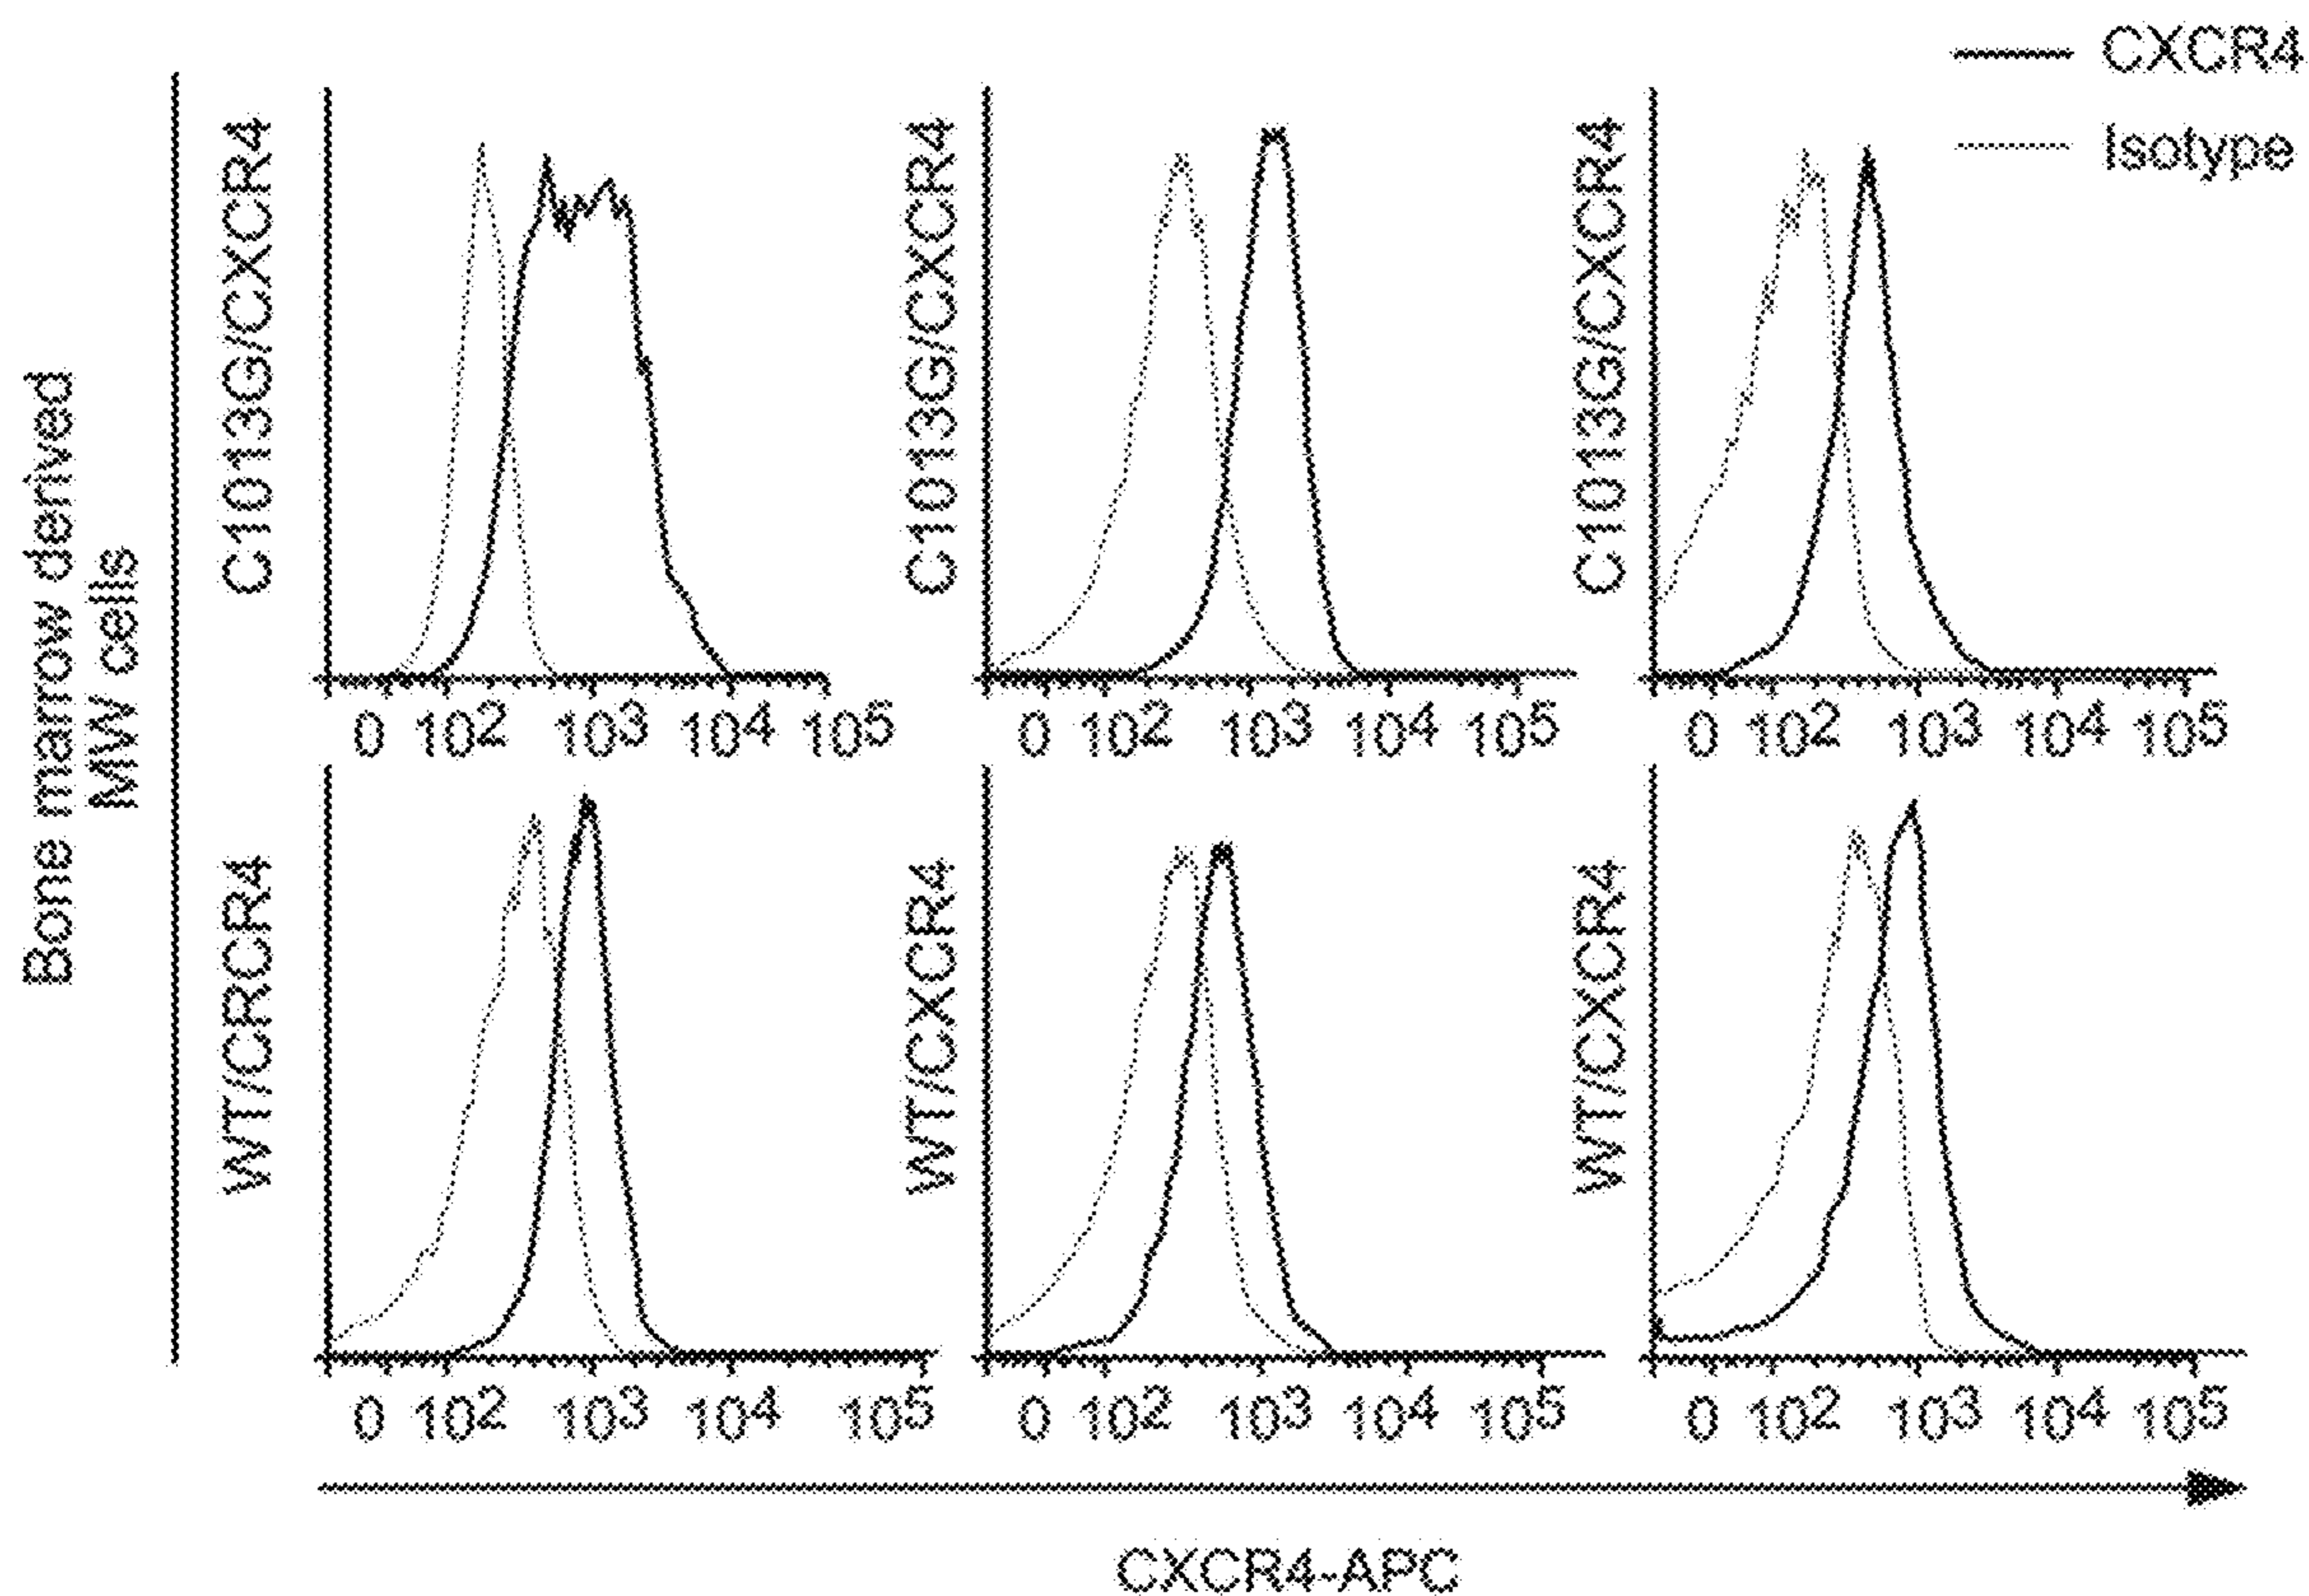 CXCR4
Isotype
Bone marrow derived
MW cells
C1013G/CXCR4
C1013G/CXCR4
C1013G/CXCR4
0 10² 10³ 10⁴ 10⁵
0 10² 10³ 10⁴ 10⁵
0 10² 10³ 10⁴ 10⁵
WT/CRCR4
WT/CXCR4
WT/CXCR4
0 10² 10³ 10⁴ 10⁵
0 10² 10³ 10⁴ 10⁵
0 10² 10³ 10⁴ 10⁵
CXCR4-APC